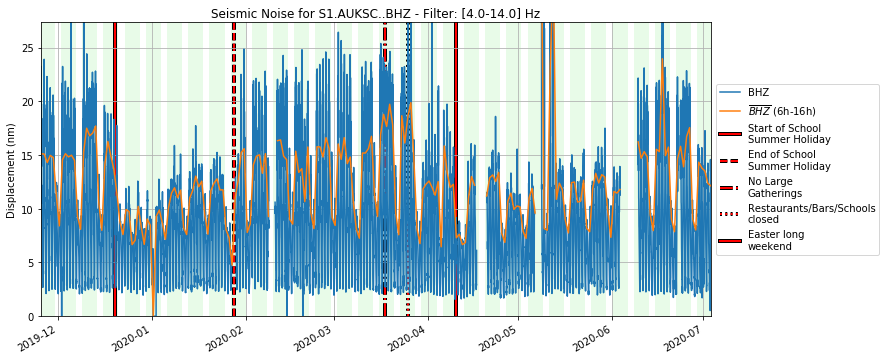 Seismic Noise for S1.AUKSC..BHZ - Filter: [4.0-14.0] Hz
Displacement (nm)
25
20
15
10
5
0
2019-12
2020-01
2020-02
2020-03
2020-04
2020-05
2020-06
2020-07
BHZ
BHZ (6h-16h)
Start of School
Summer Holiday
End of School
Summer Holiday
No Large
Gatherings
Restaurants/Bars/Schools
closed
Easter long
weekend